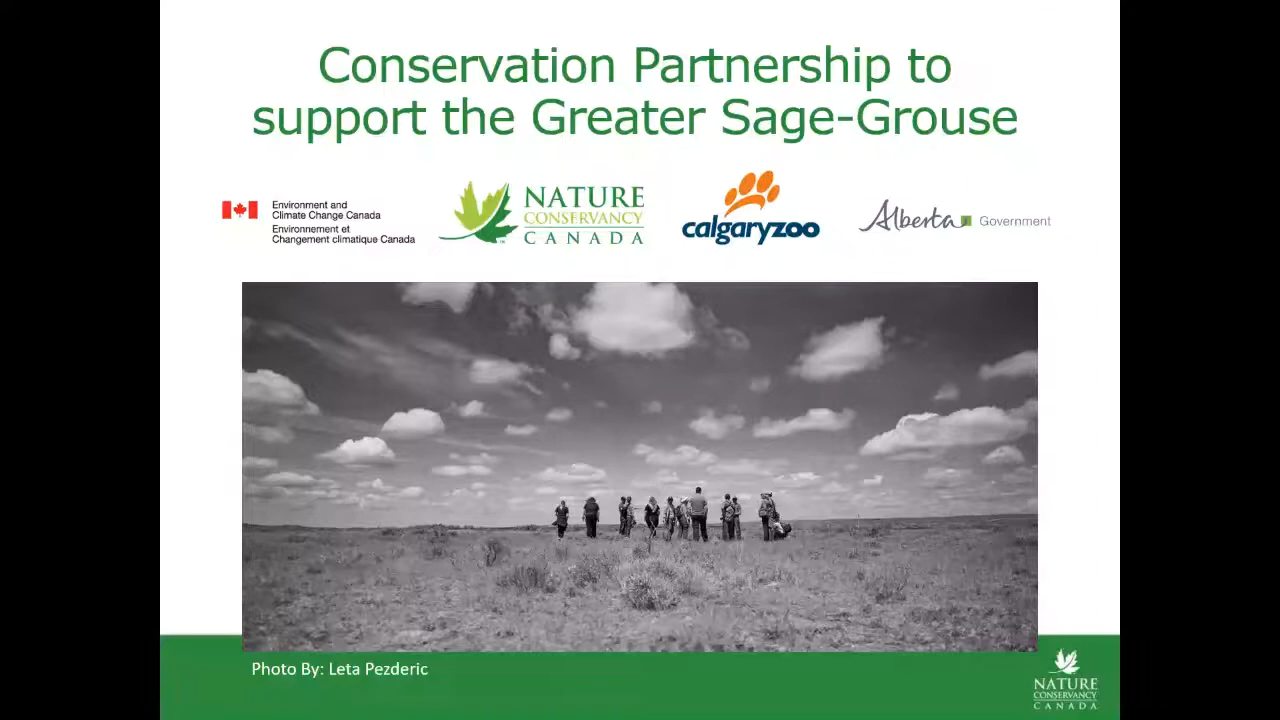 Conservation Partnership to
support the Greater Sage-Grouse
Environment and
Climate Change Canada
Environnement et
Changement climatique Canada
NATURE
CONSERVANCY
CANADA
calgaryzoo
Alberta Government
Photo By: Leta Pezderic
NATURE
CONSERVANCY
CANADA